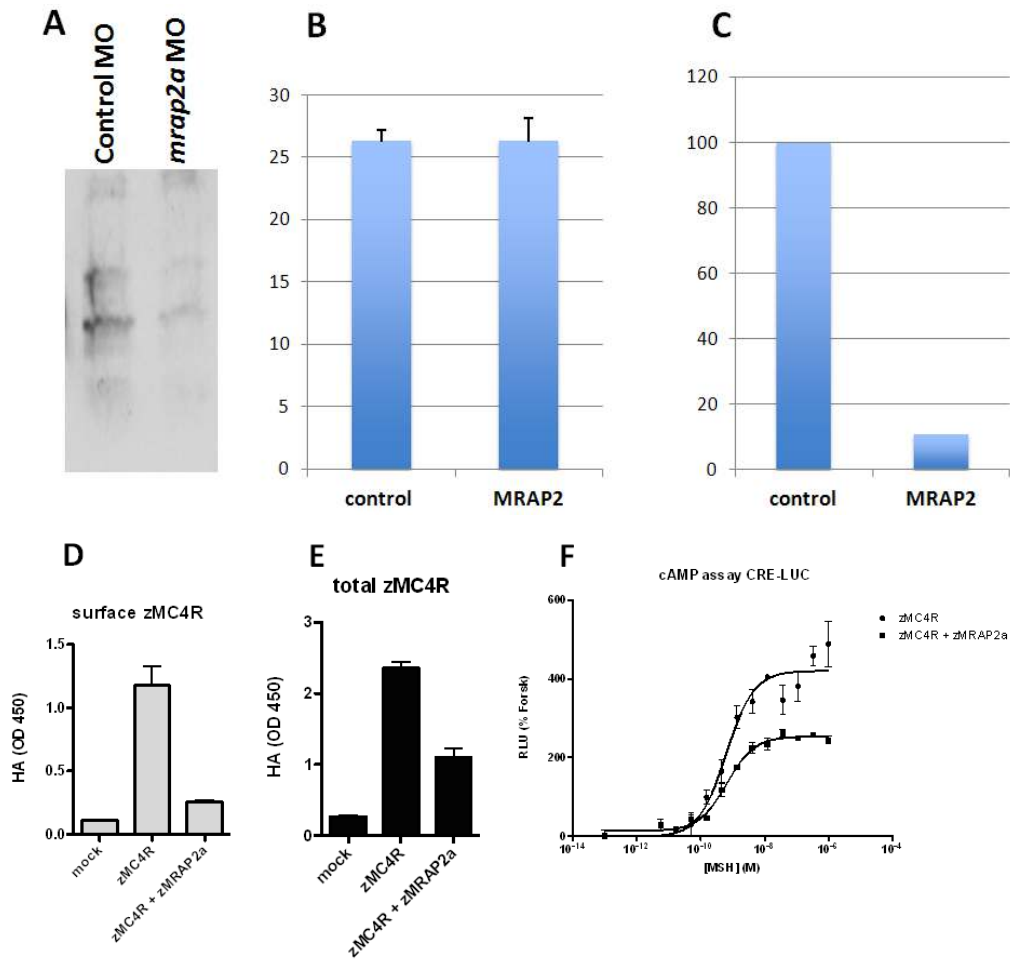 A
Control MO
mrap2a MO
B
30
25
20
15
10
5
0
control
MRAP2
C
120
100
80
60
40
20
0
control
MRAP2
D
surface zMC4R
HA (OD 450)
1.5
1.0
0.5
0.0
mock
zMC4R
zMC4R + zMRAP2a
E
total zMC4R
HA (OD 450)
3
2
1
0
mock
zMC4R
zMC4R + zMRAP2a
F
cAMP assay CRE-LUC
RLU (% Forsk)
600
400
200
0
10-14
10-12
10-10
10-8
10-6
10-4
[MSH] (M)
zMC4R
zMC4R + zMRAP2a